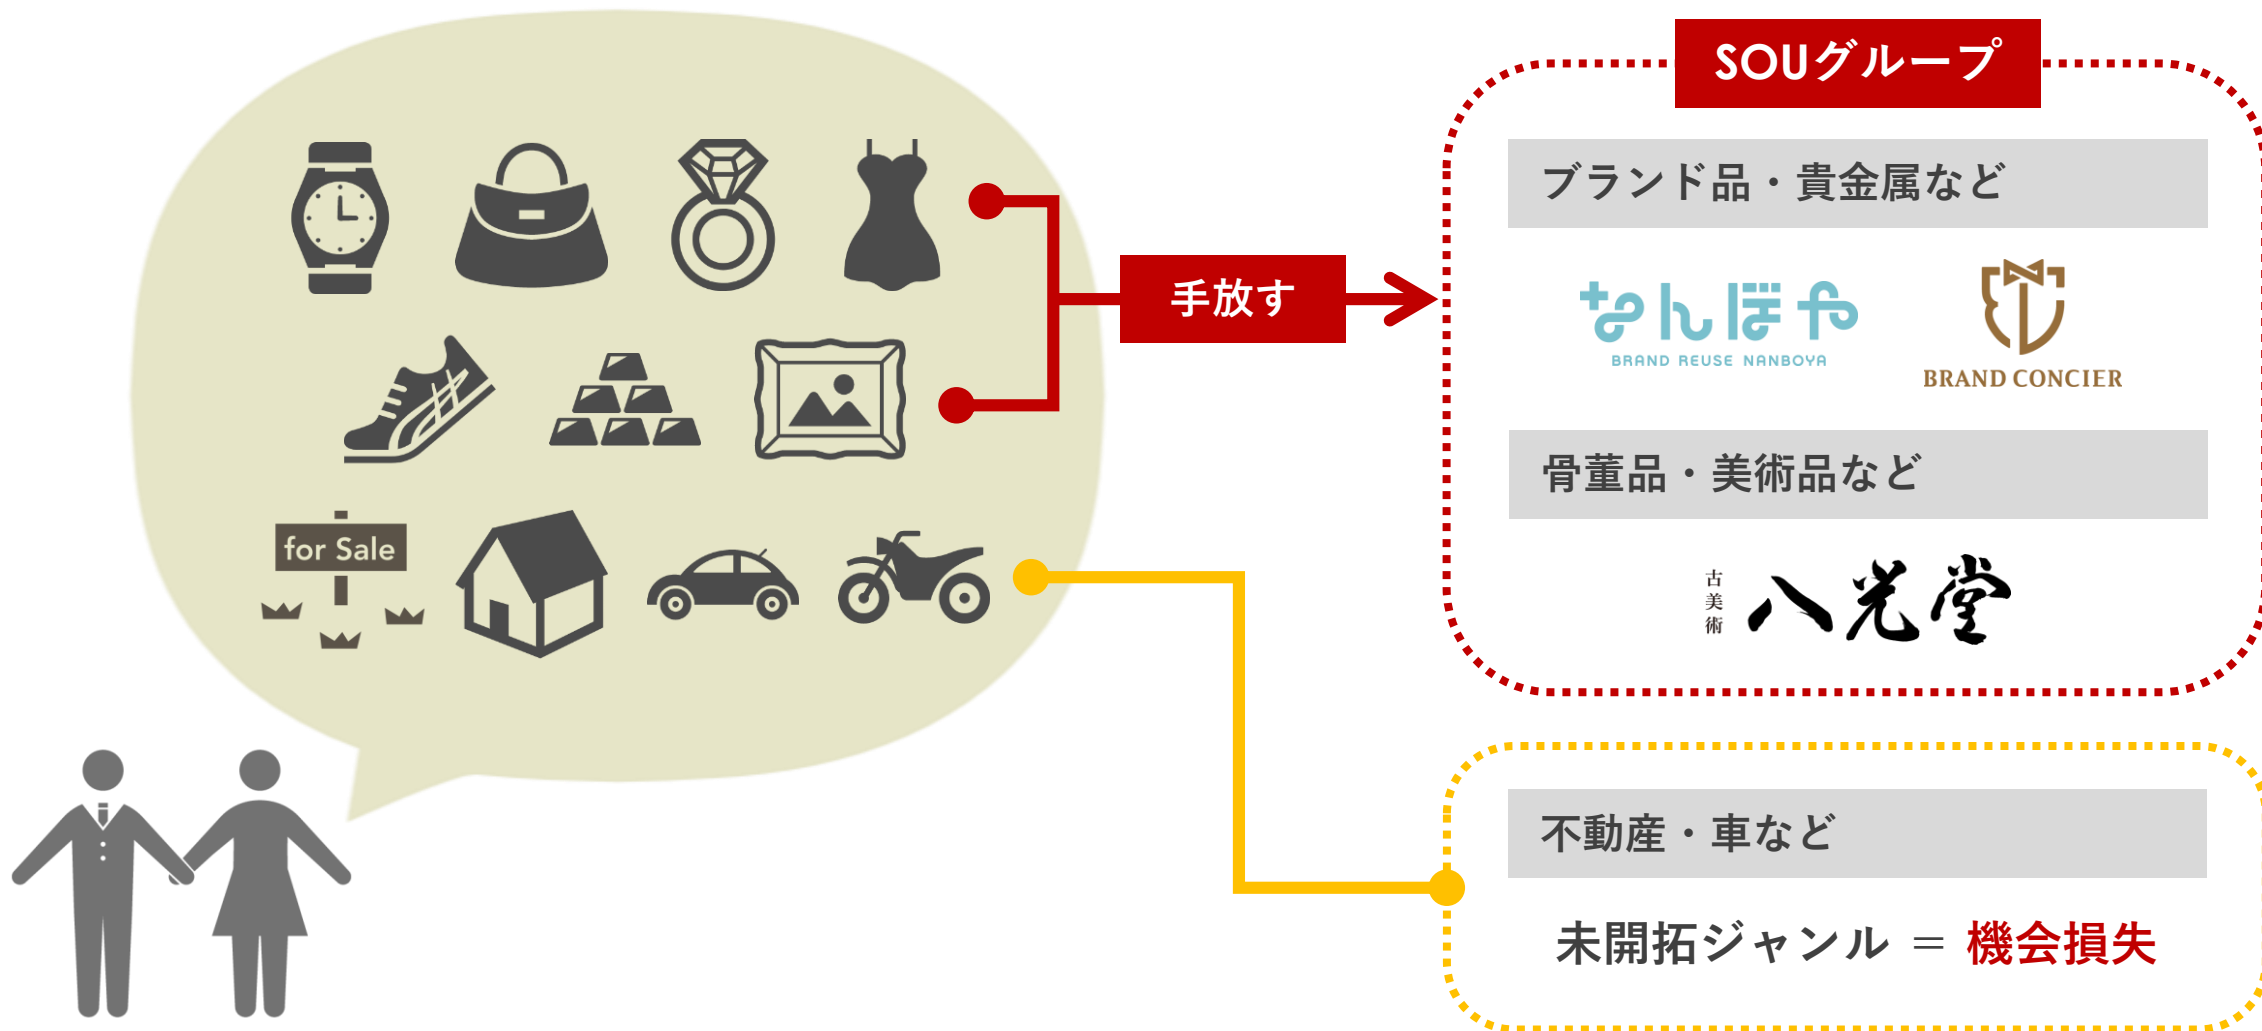 SOUグループ
ブランド品・貴金属など
なんぼや
BRAND REUSE NANBOYA
BRAND CONCIER
手放す
骨董品・美術品など
古美術
八光堂
for Sale
不動産・車など
未開拓ジャンル = 機会損失